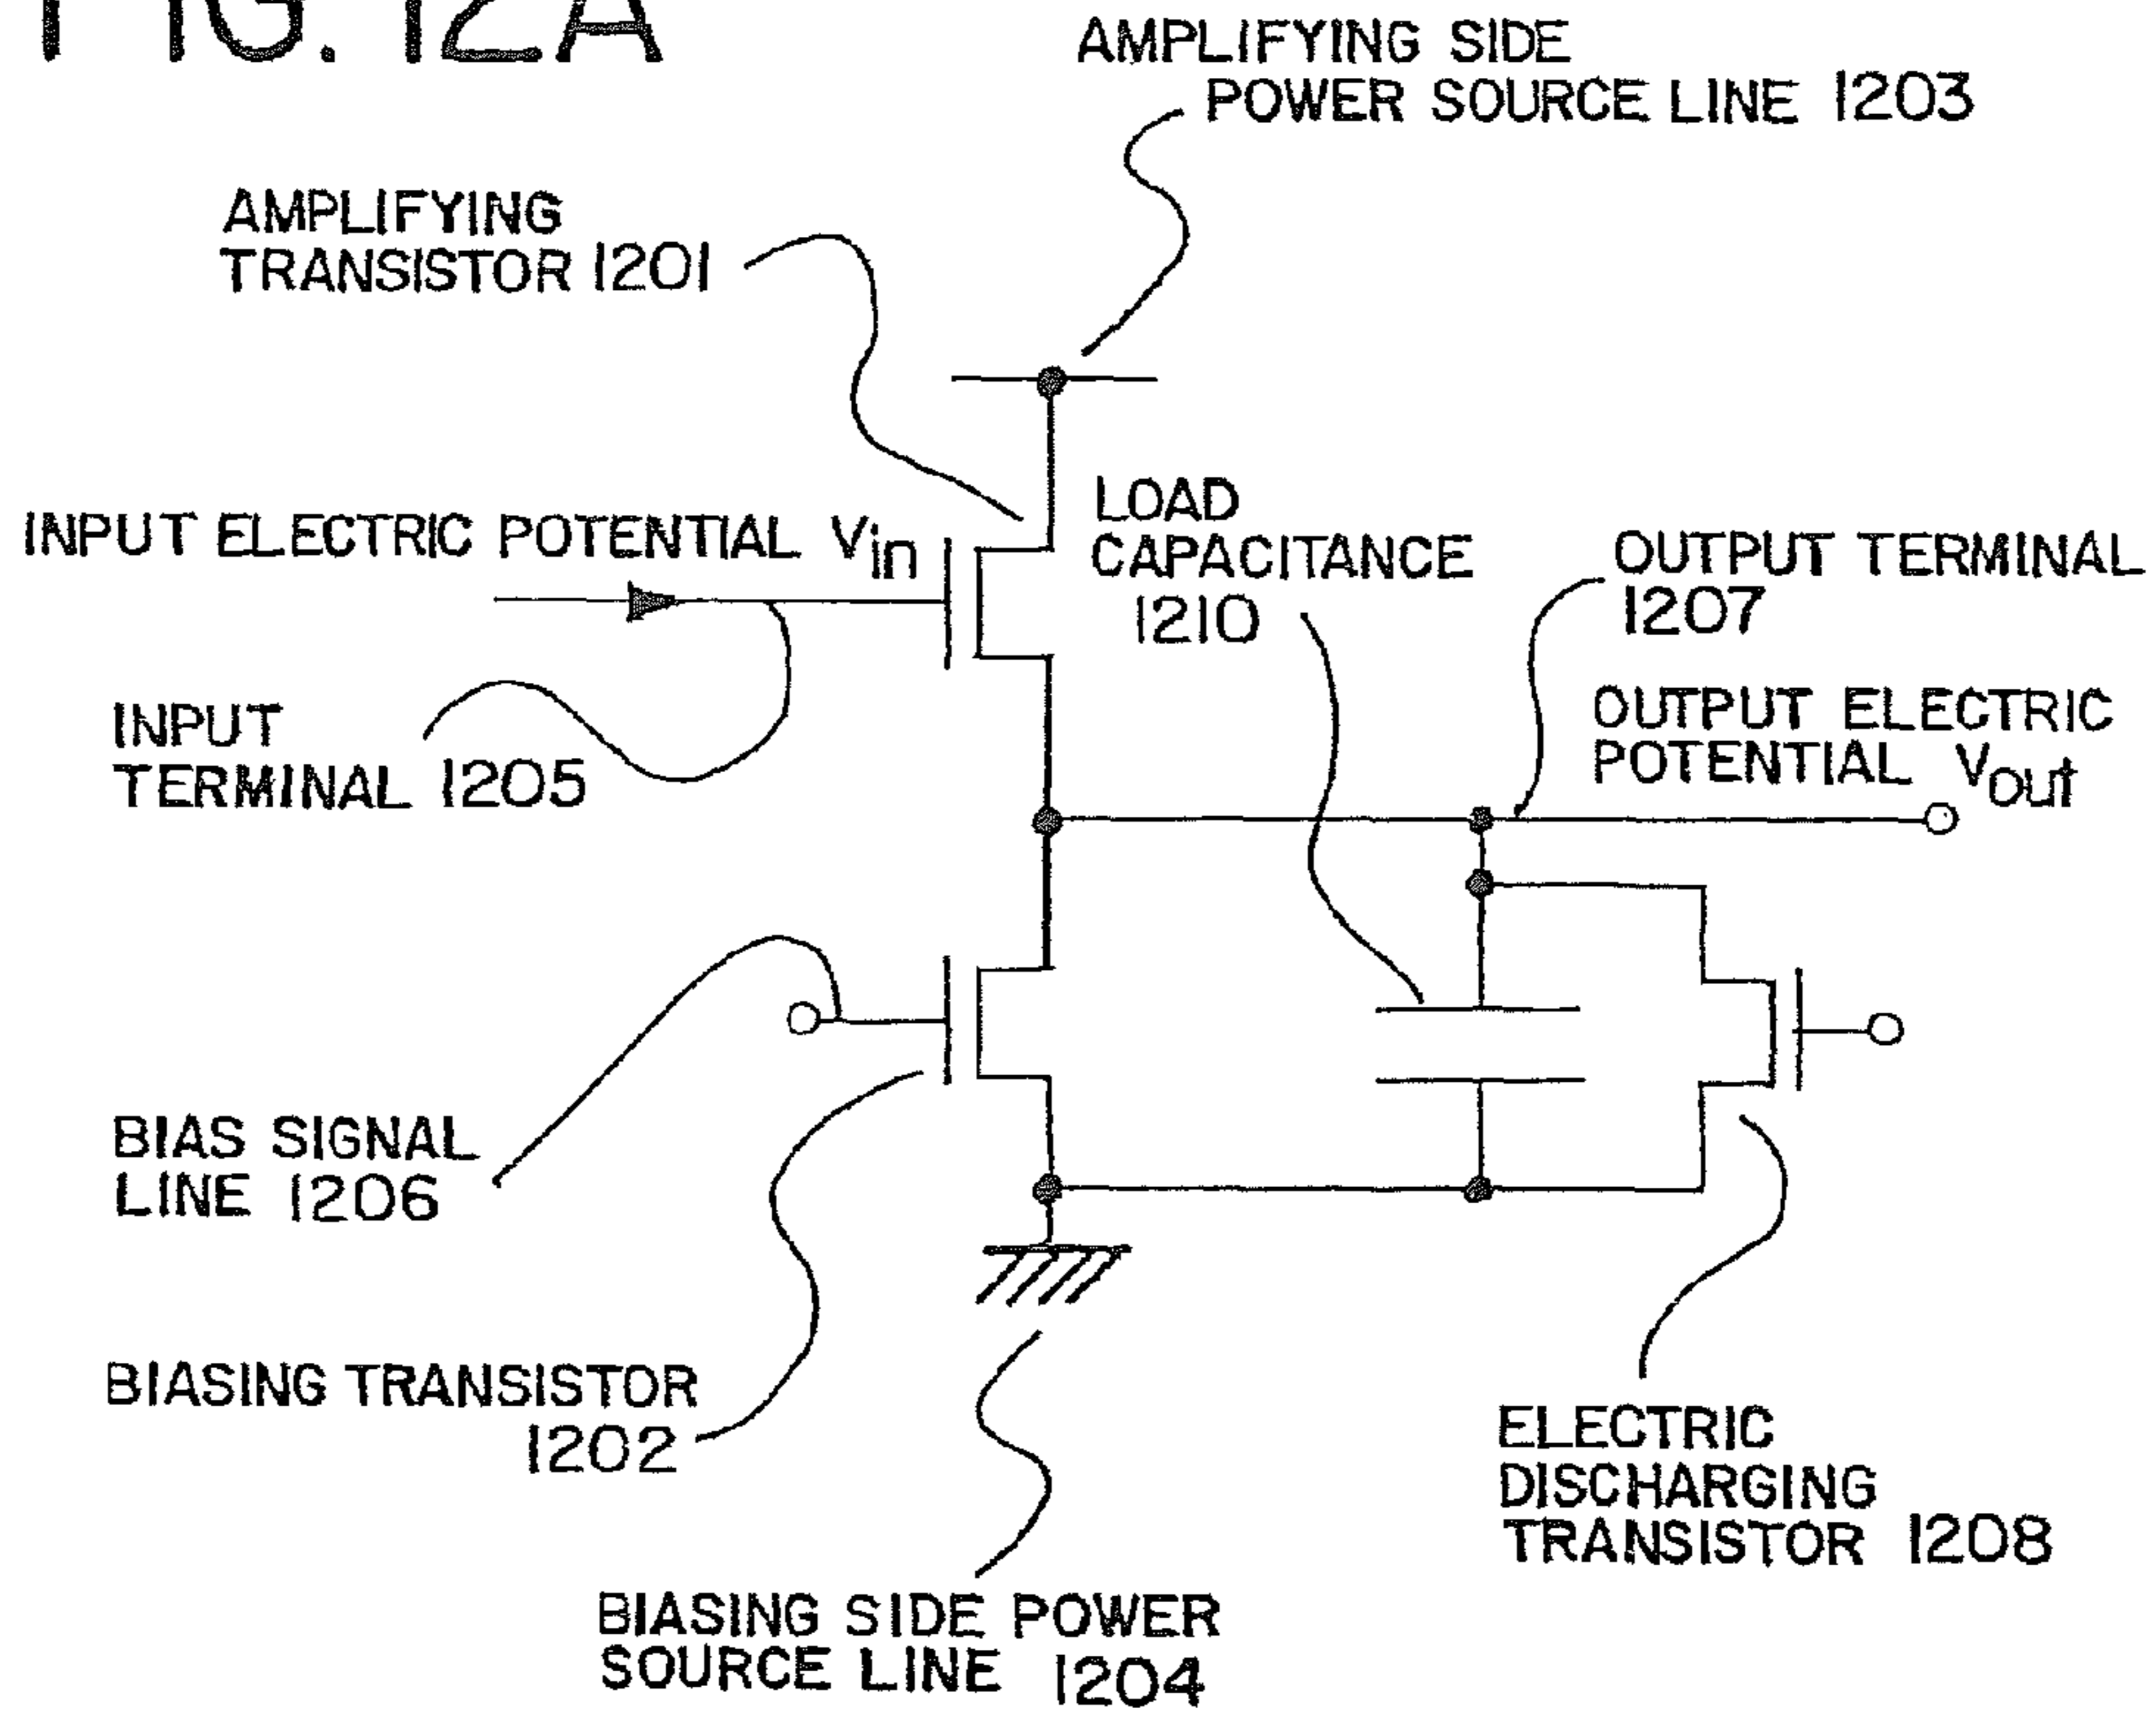 FIG. 12A
AMPLIFYING SIDE
POWER SOURCE LINE 1203
AMPLIFYING
TRANSISTOR 1201
INPUT ELECTRIC POTENTIAL Vin
LOAD
CAPACITANCE
1210
OUTPUT TERMINAL
1207
INPUT
TERMINAL 1205
OUTPUT ELECTRIC
POTENTIAL Vout
BIAS SIGNAL
LINE 1206
BIASING TRANSISTOR
1202
ELECTRIC
DISCHARGING
TRANSISTOR 1208
BIASING SIDE POWER
SOURCE LINE 1204